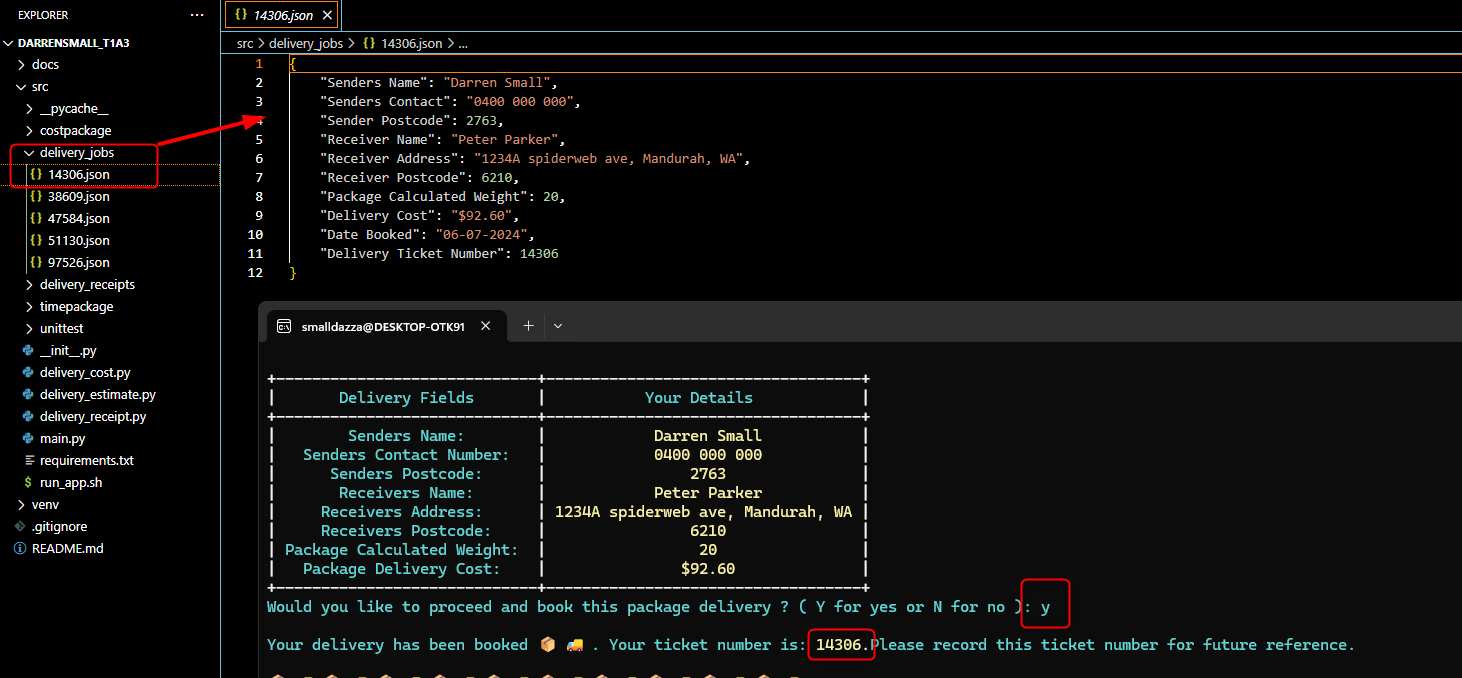 EXPLORER
DARRENSMALL_T1A3
docs
src
__pycache__
costpackage
delivery_jobs
14306.json
38609.json
47584.json
51130.json
97526.json
delivery_receipts
timepackage
unittest
__init__.py
delivery_cost.py
delivery_estimate.py
delivery_receipt.py
main.py
requirements.txt
$ run_app.sh
venv
.gitignore
README.md
{} 14306.json
src > delivery_jobs > {} 14306.json > ...
1 {
2 "Senders Name": "Darren Small",
3 "Senders Contact": "0400 000 000",
4 "Sender Postcode": 2763,
5 "Receiver Name": "Peter Parker",
6 "Receiver Address": "1234A spiderweb ave, Mandurah, WA",
7 "Receiver Postcode": 6210,
8 "Package Calculated Weight": 20,
9 "Delivery Cost": "$92.60",
10 "Date Booked": "06-07-2024",
11 "Delivery Ticket Number": 14306
12 }
smalldazza@DESKTOP-OTK91
Delivery Fields | Your Details
Senders Name: | Darren Small
Senders Contact Number: | 0400 000 000
Senders Postcode: | 2763
Receivers Name: | Peter Parker
Receivers Address: | 1234A spiderweb ave, Mandurah, WA
Receivers Postcode: | 6210
Package Calculated Weight: | 20
Package Delivery Cost: | $92.60
Would you like to proceed and book this package delivery ? ( Y for yes or N for no ): y
Your delivery has been booked 📦 🚚 . Your ticket number is: 14306.Please record this ticket number for future reference.